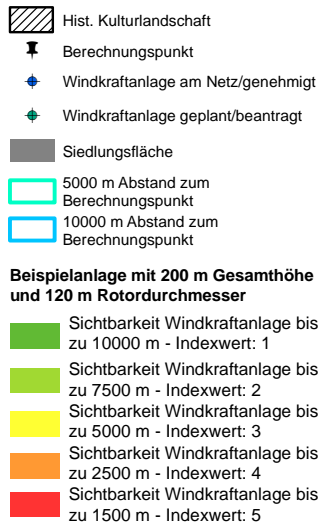 Hist. Kulturlandschaft
Berechnungspunkt
Windkraftanlage am Netz/genehmigt
Windkraftanlage geplant/beantragt
Siedlungsfläche
5000 m Abstand zum
Berechnungspunkt
10000 m Abstand zum
Berechnungspunkt
Beispielanlage mit 200 m Gesamthöhe
und 120 m Rotordurchmesser
Sichtbarkeit Windkraftanlage bis
zu 10000 m - Indexwert: 1
Sichtbarkeit Windkraftanlage bis
zu 7500 m - Indexwert: 2
Sichtbarkeit Windkraftanlage bis
zu 5000 m - Indexwert: 3
Sichtbarkeit Windkraftanlage bis
zu 2500 m - Indexwert: 4
Sichtbarkeit Windkraftanlage bis
zu 1500 m - Indexwert: 5